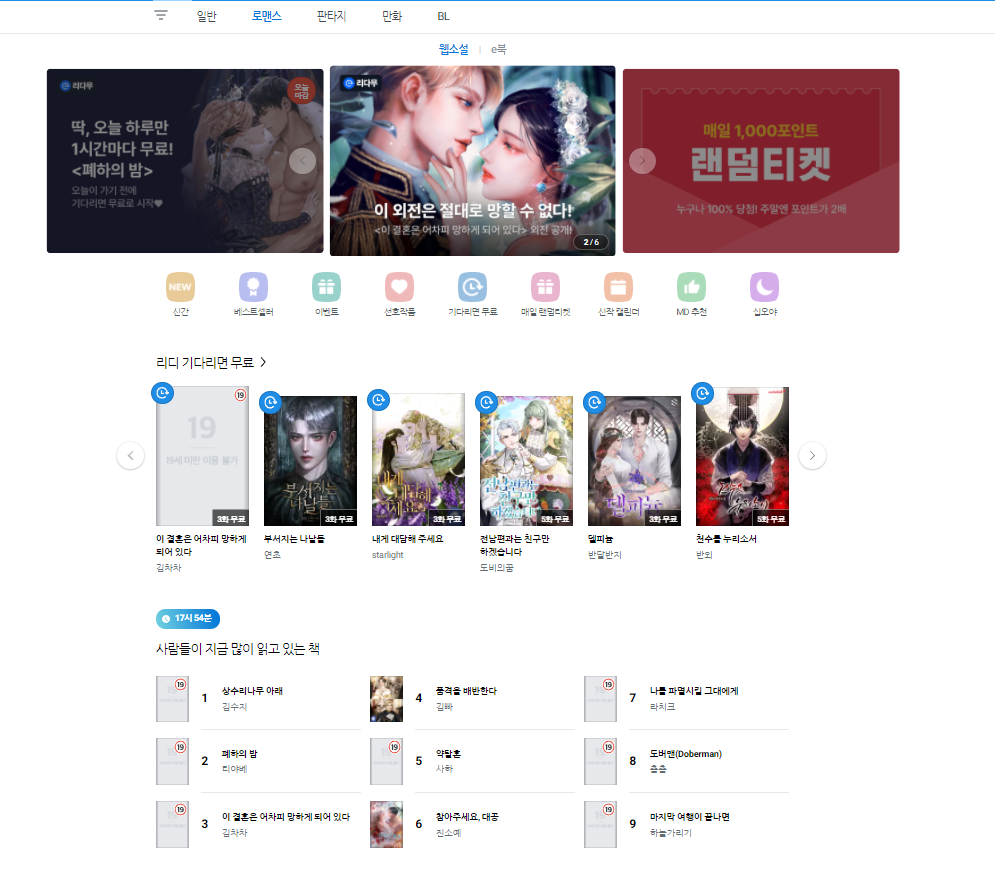 일반 로맨스 판타지 만화 BL
웹소설 | e북
리다무
오늘
마감
딱, 오늘 하루만
1시간마다 무료!
<폐하의 밤>
오늘이 가기 전에
기다리면 무료로 시작♥
리다무
이 외전은 절대로 망할 수 없다!
<이 결혼은 어차피 망하게 되어 있다> 외전 공개!
2 / 6
매일 1,000포인트
랜덤티켓
누구나 100% 당첨! 주말엔 포인트가 2배
NEW
신간 베스트셀러 이벤트 선호작품 기다리면 무료 매일 랜덤티켓 신작 캘린더 MD 추천 십오야
리디 기다리면 무료 >
19
19
19세 미만 이용 불가
3화 무료
이 결혼은 어차피 망하게
되어 있다
김차차
부서지는
나날들
3화 무료
부서지는 나날들
연초
내게
대답해
주세요
3화 무료
내게 대답해 주세요
starlight
전남편과는
친구만
하겠습니다
5화 무료
전남편과는 친구만
하겠습니다
도비의꿈
델피늄
3화 무료
델피늄
반달반지
천수를
누리소서
5화 무료
천수를 누리소서
반외
17시 54분
사람들이 지금 많이 읽고 있는 책
19
1 상수리나무 아래
김수지
19
2 폐하의 밤
티야베
19
3 이 결혼은 어차피 망하게 되어 있다
김차차
4 품격을 배반한다
김빠
19
5 약탈혼
사하
6 참아주세요, 대공
진소예
19
7 나를 파멸시킬 그대에게
라치크
19
8 도버맨(Doberman)
춈춈
19
9 마지막 여행이 끝나면
하늘가리기